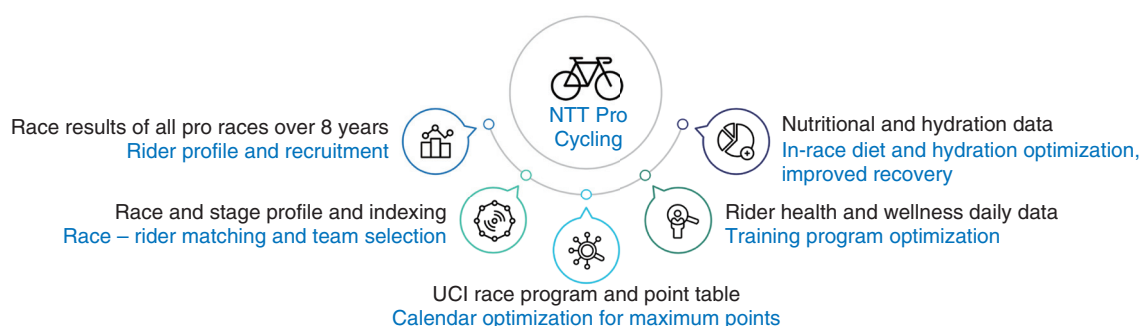 NTT Pro
Cycling
Race results of all pro races over 8 years
Rider profile and recruitment
Race and stage profile and indexing
Race – rider matching and team selection
UCI race program and point table
Calendar optimization for maximum points
Rider health and wellness daily data
Training program optimization
Nutritional and hydration data
In-race diet and hydration optimization,
improved recovery